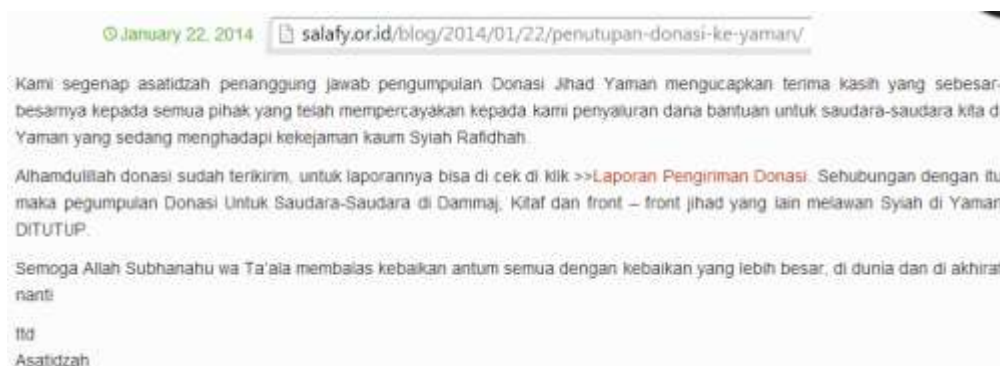 January 22, 2014 salafy.or.id/blog/2014/01/22/penutupan-donasi-ke-yaman/
Kami segenap asatidzah penanggung jawab pengumpulan Donasi Jihad Yaman mengucapkan terima kasih yang sebesar-
besarnya kepada semua pihak yang telah mempercayakan kepada kami penyaluran dana bantuan untuk saudara-saudara kita d
Yaman yang sedang menghadapi kekejaman kaum Syiah Rafidhah.
Alhamdulillah donasi sudah terikirim, untuk laporannya bisa di cek di klik >>Laporan Pengiriman Donasi. Sehubungan dengan itu
maka pegumpulan Donasi Untuk Saudara-Saudara di Dammaj, Kitaf dan front – front jihad yang lain melawan Syiah di Yaman
DITUTUP.
Semoga Allah Subhanahu wa Ta'ala membalas kebaikan antum semua dengan kebaikan yang lebih besar, di dunia dan di akhirat
nanti
ttd
Asatidzah